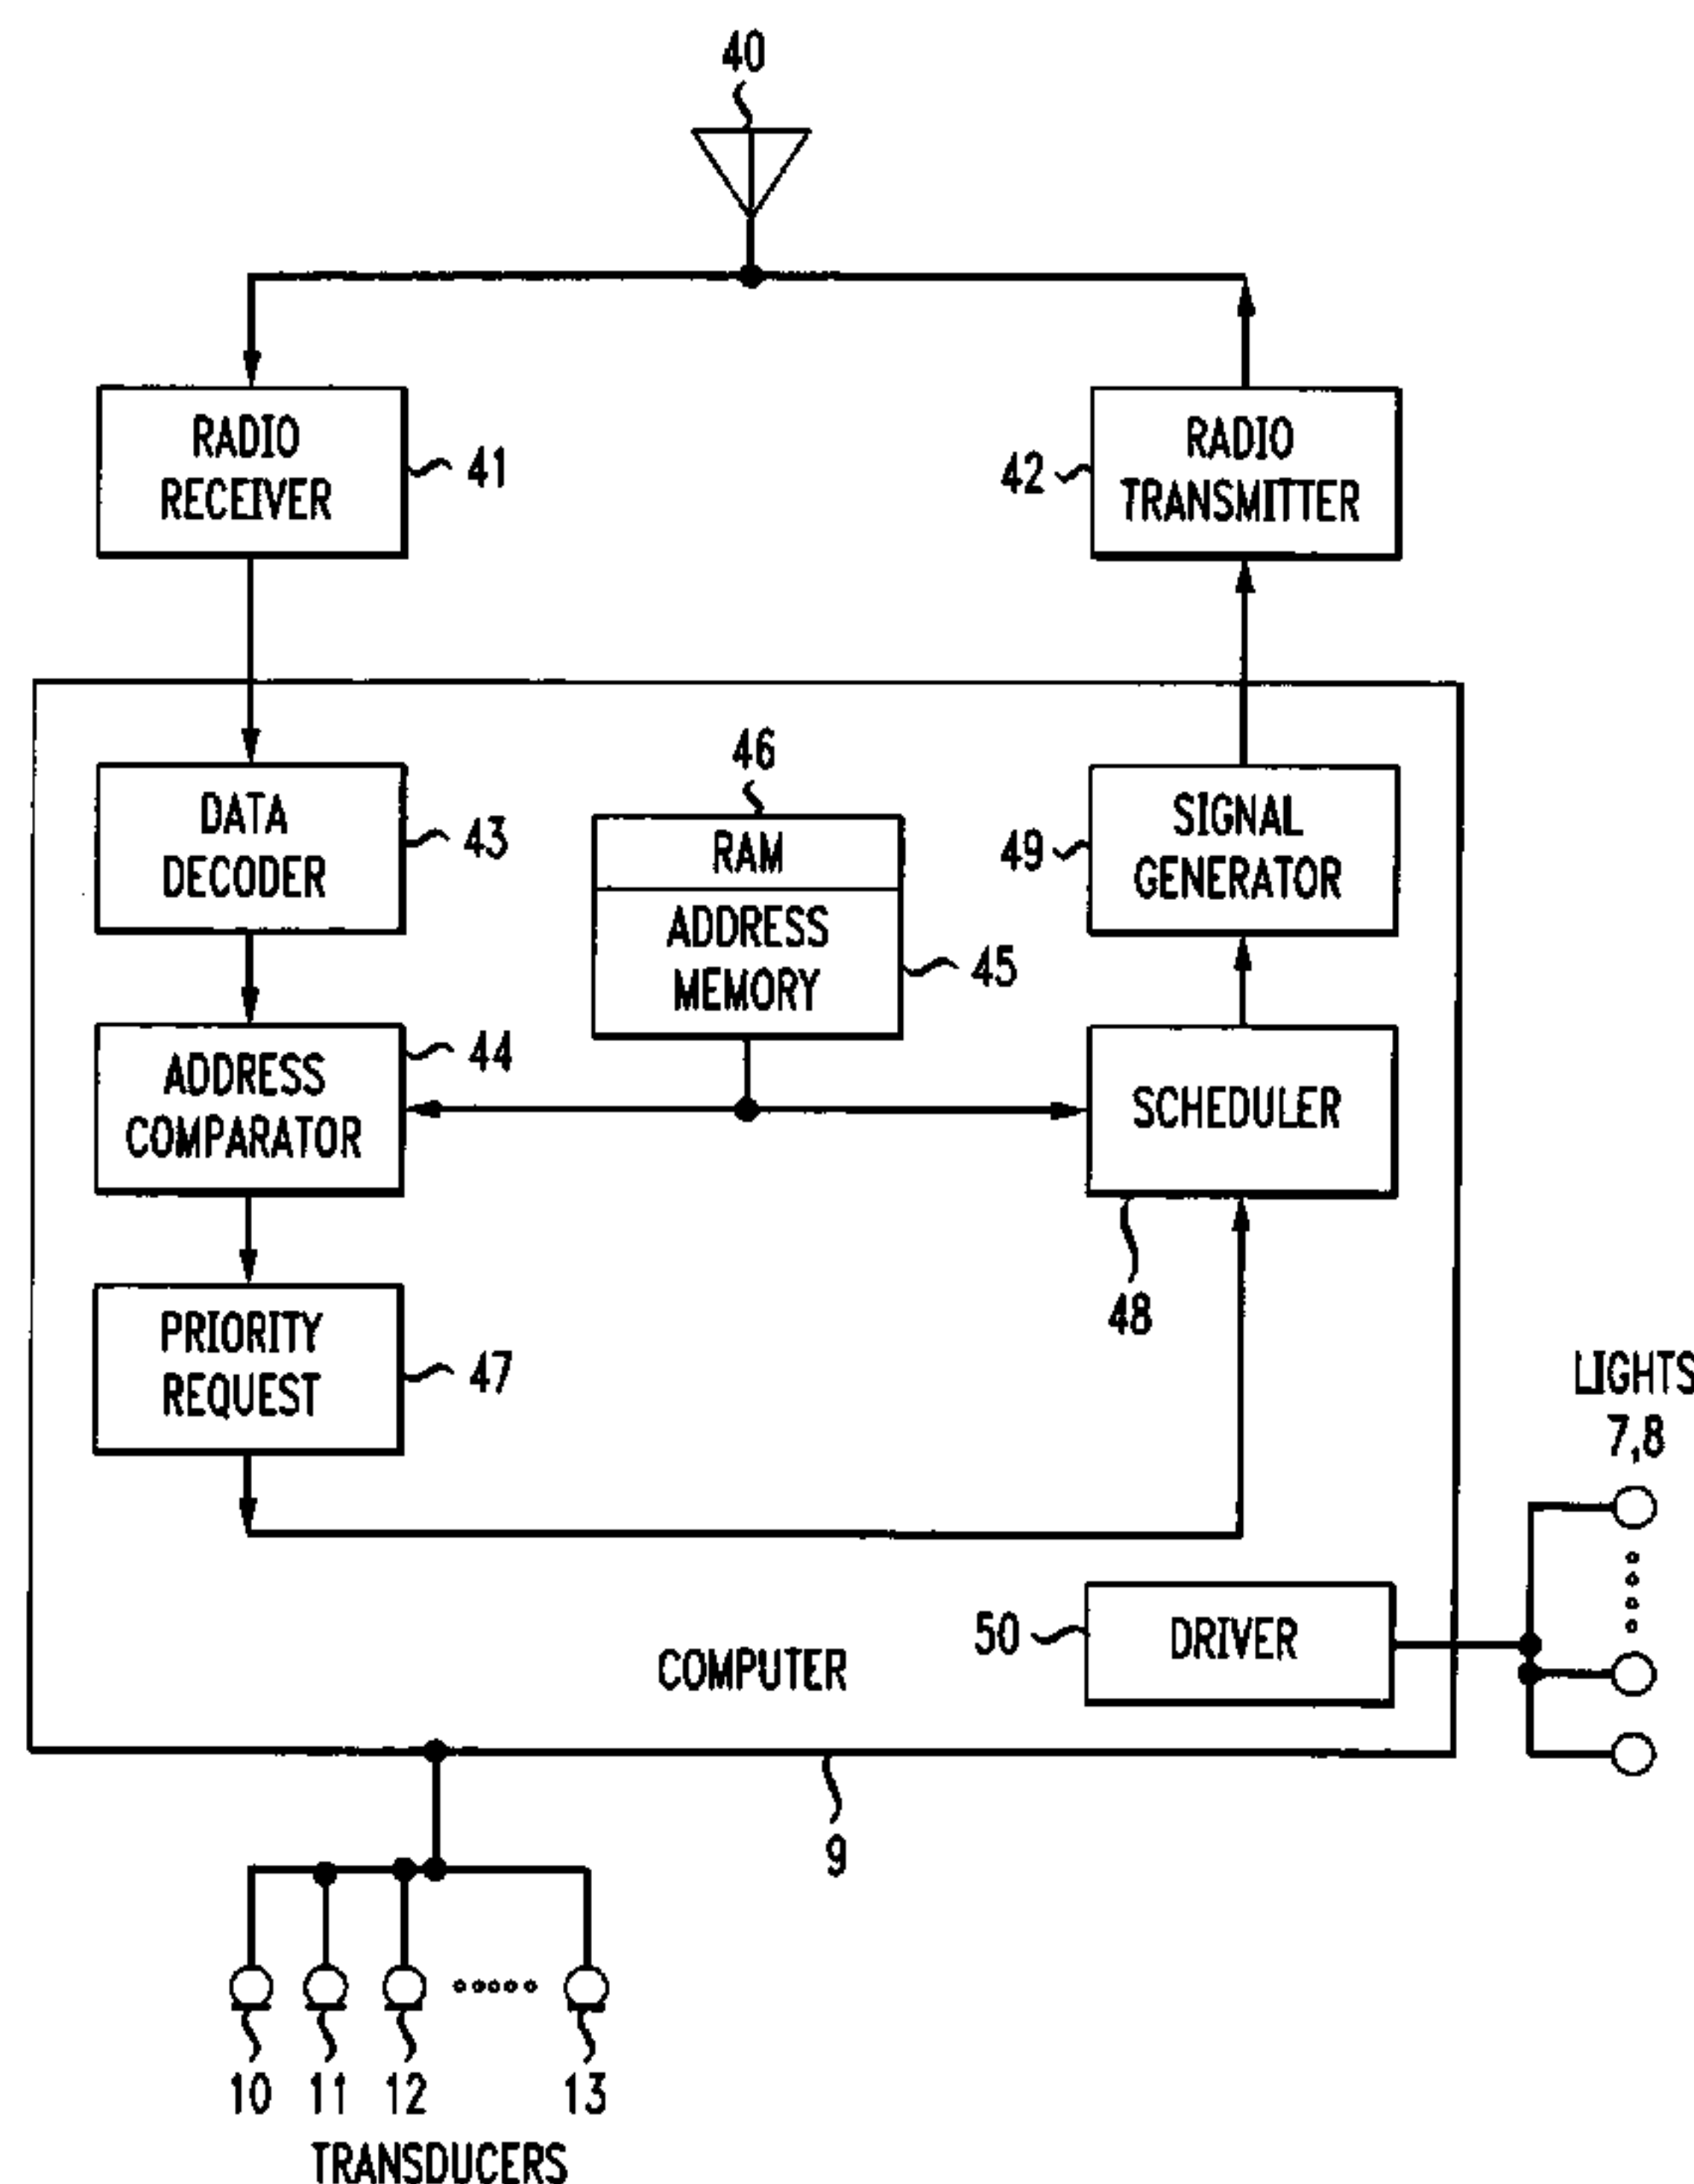 40
RADIO
RECEIVER
41
42
RADIO
TRANSMITTER
DATA
DECODER
43
46
RAM
ADDRESS
MEMORY
45
49
SIGNAL
GENERATOR
ADDRESS
COMPARATOR
44
SCHEDULER
48
PRIORITY
REQUEST
47
LIGHTS
7,8
50
DRIVER
COMPUTER
9
10 11 12 13
TRANSDUCERS